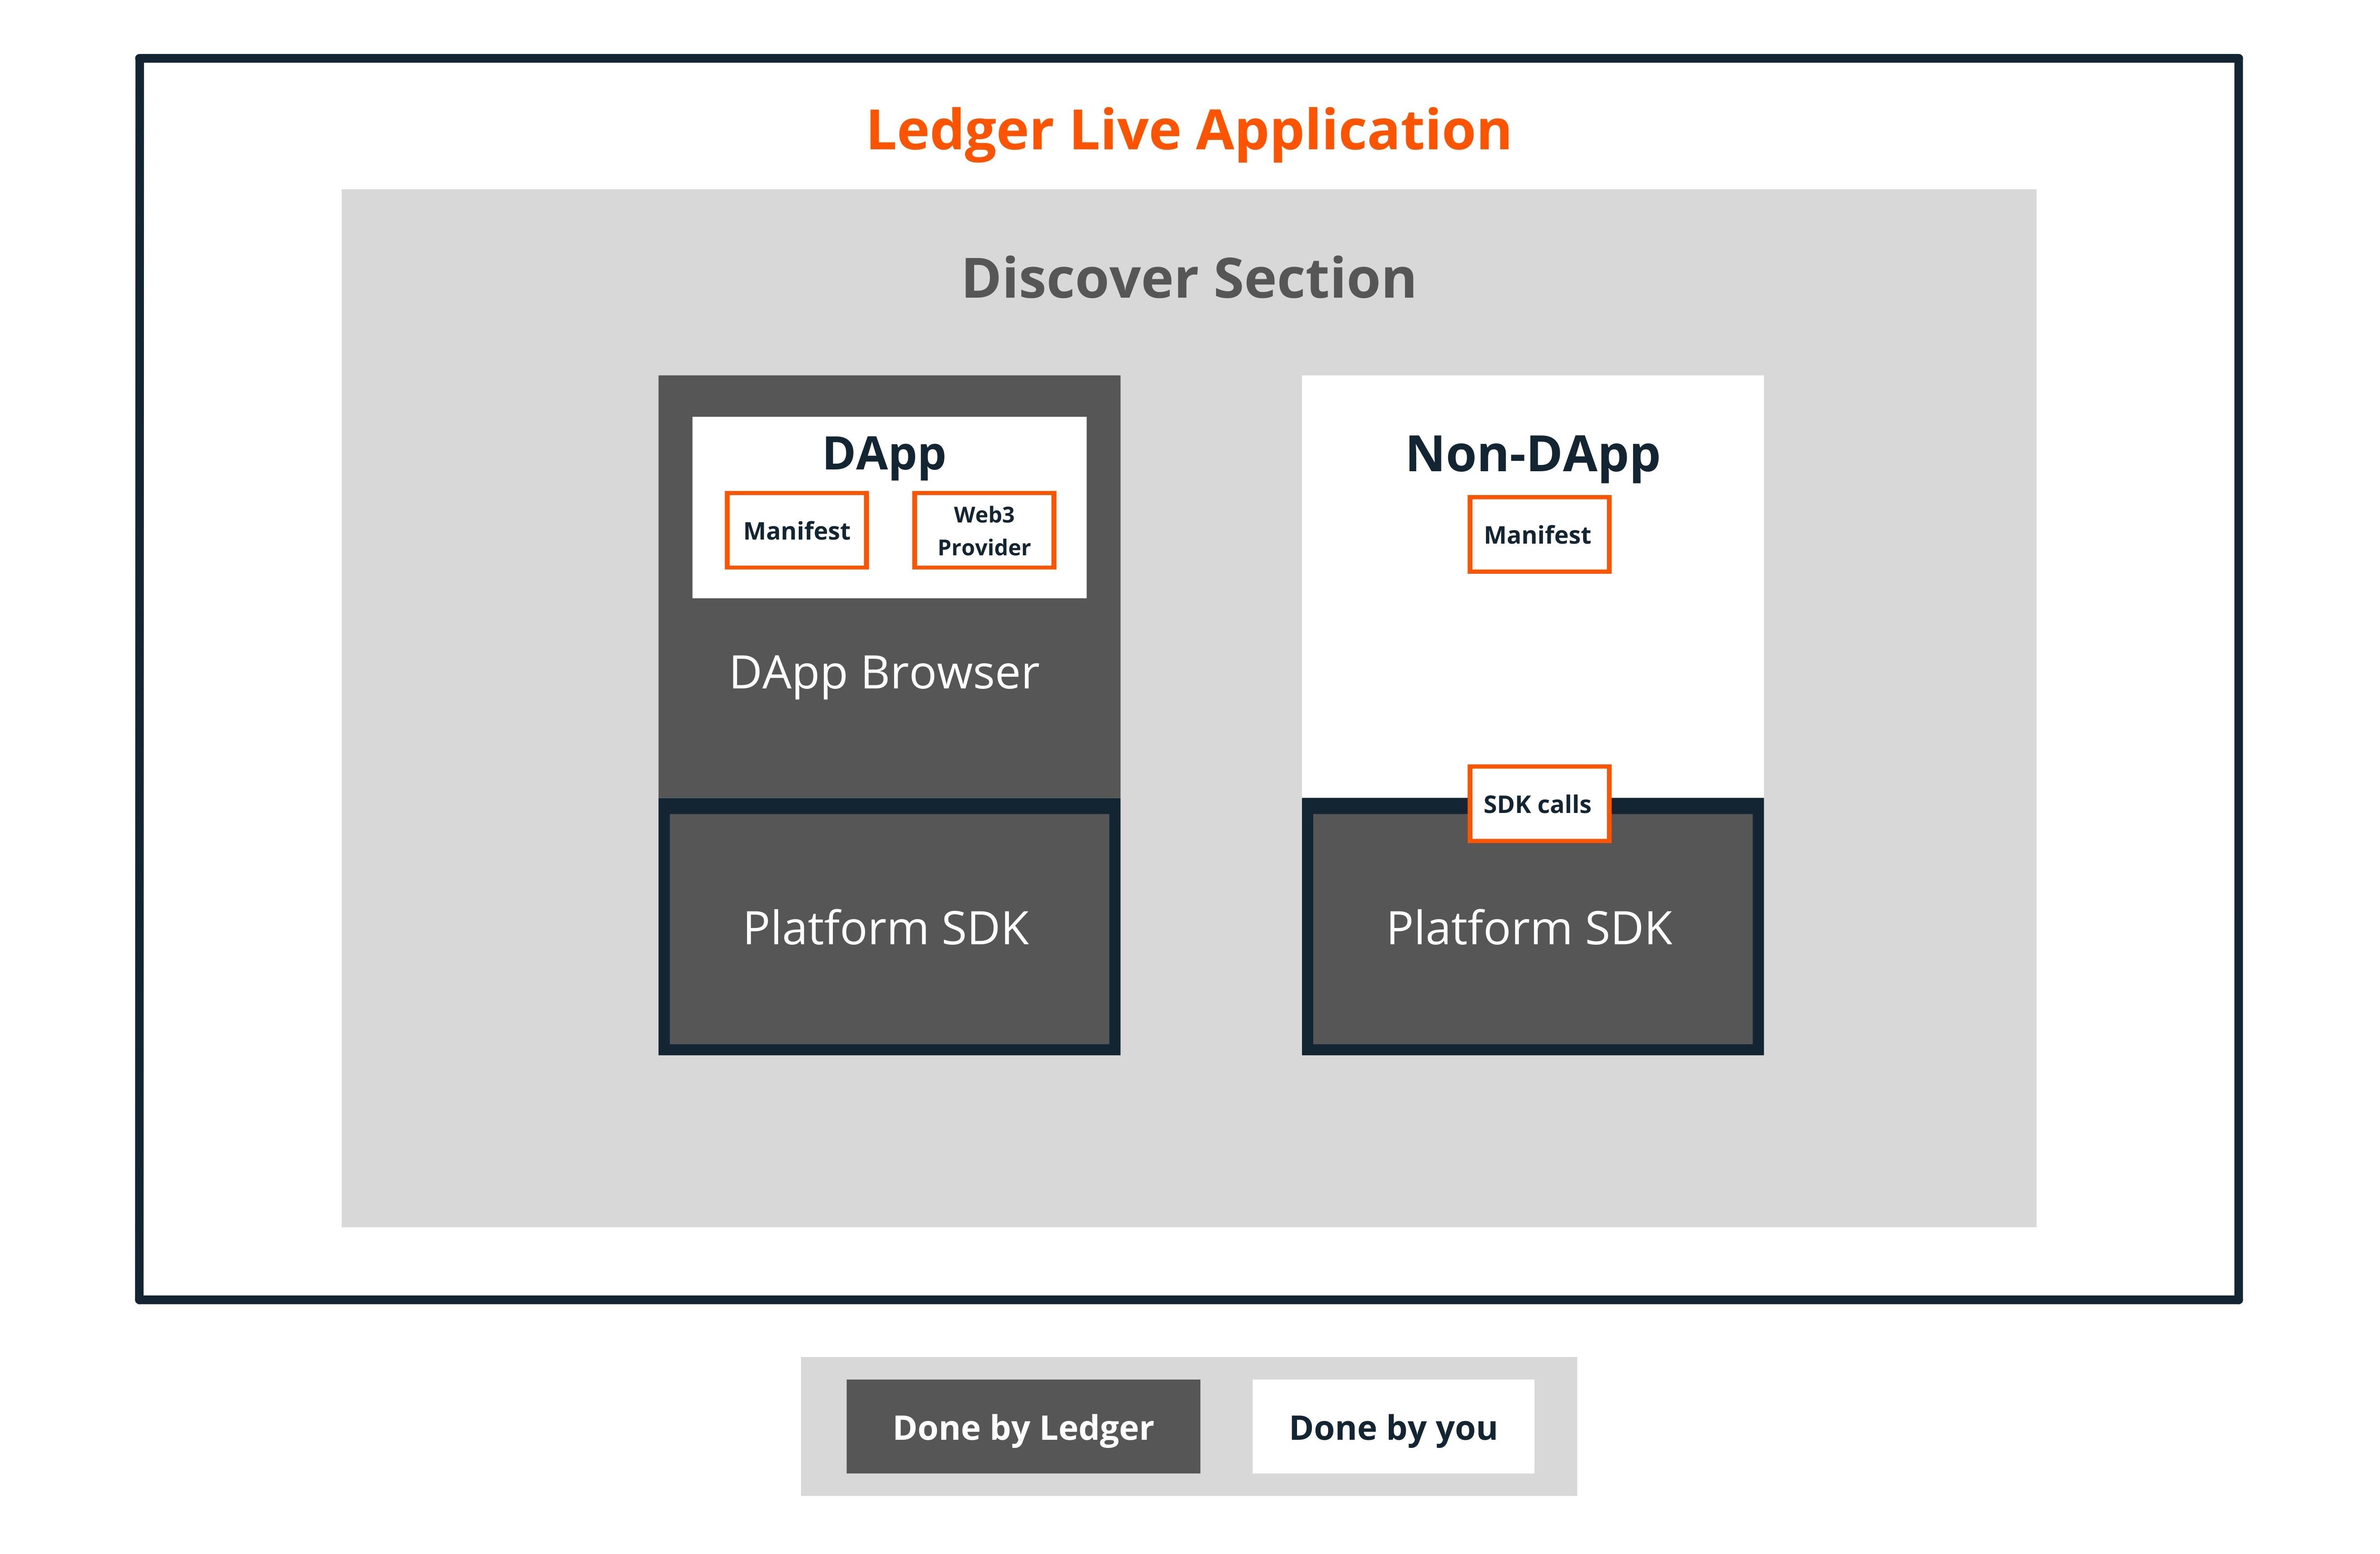 Ledger Live Application
Discover Section
DApp
Manifest
Web3
Provider
DApp Browser
Platform SDK
Non-DApp
Manifest
SDK calls
Platform SDK
Done by Ledger
Done by you